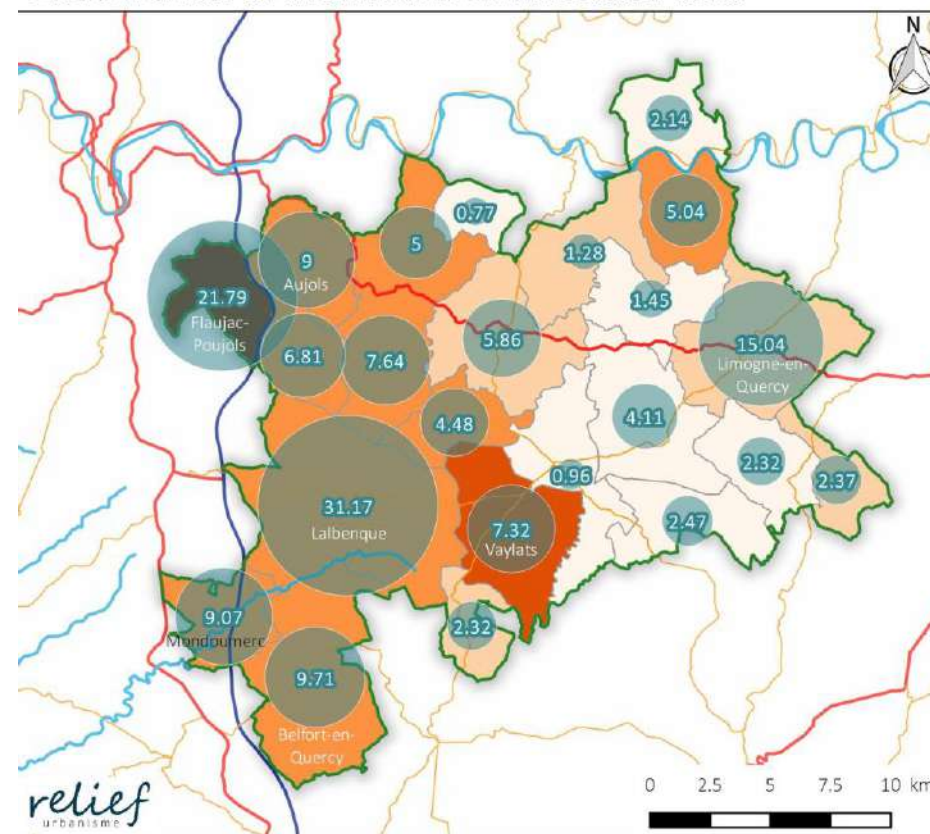 N
2.14
5.04
0.77
5
9
Aujols
1.28
1.45
21.79
Flaujac-
Poujols
5.86
15.04
Limogne-en-
Quercy
6.81
7.64
4.11
4.48
2.32
0.96
2.37
31.17
Lalbenque
7.32
Vaylats
2.47
9.07
Mondoumerc
2.32
9.71
Belfort-en-
Quercy
0 2.5 5 7.5 10 km
relief
urbanisme